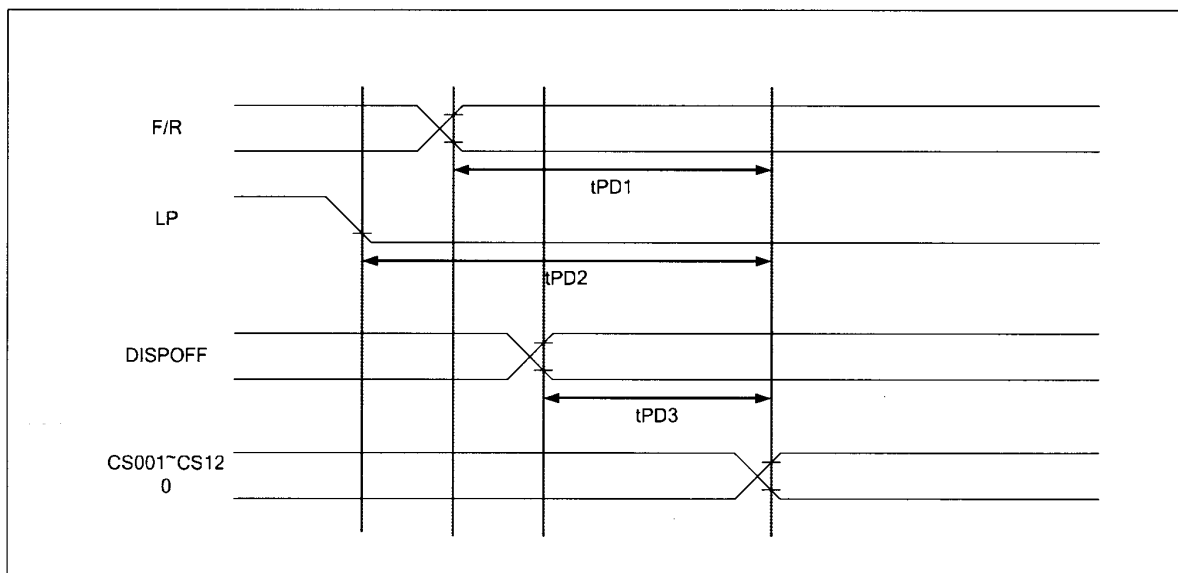 F/R
tPD1
LP
tPD2
DISPOFF
tPD3
CS001~CS12
0